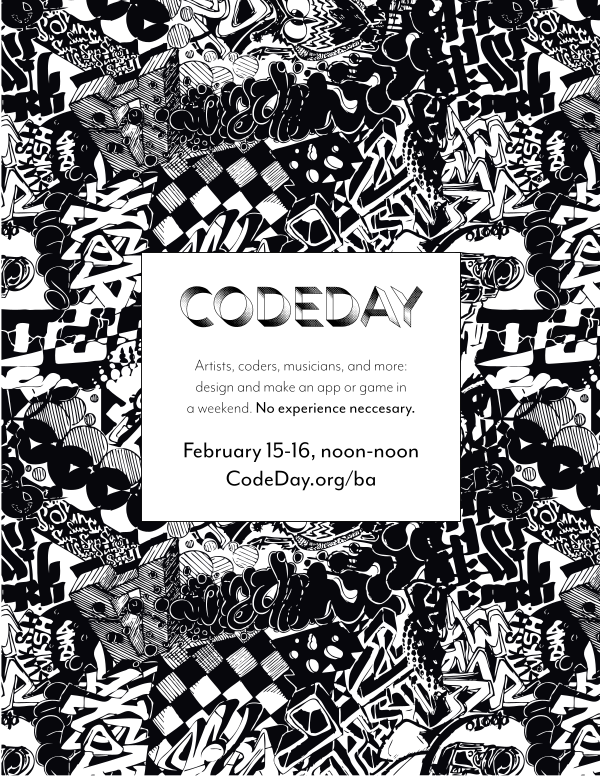 CODEDAY
Artists, coders, musicians, and more:
design and make an app or game in
a weekend. No experience neccesary.
February 15-16, noon-noon
CodeDay.org/ba